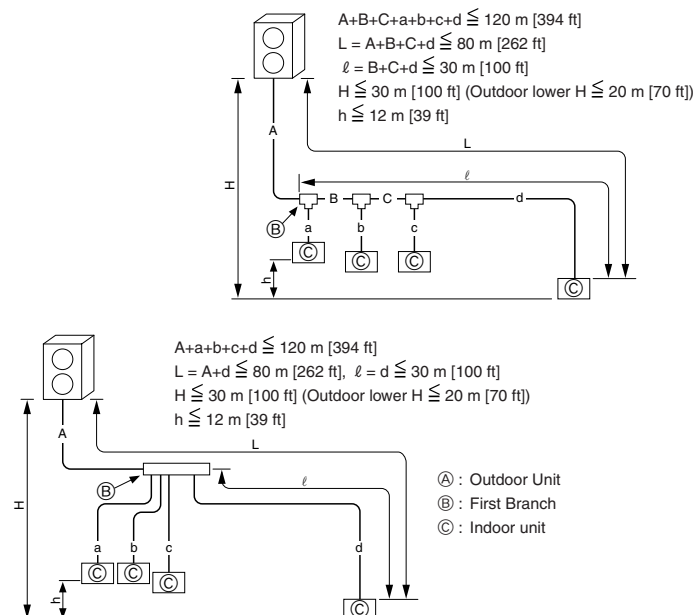 A+B+C+a+b+c+d ≦ 120 m [394 ft]
L = A+B+C+d ≦ 80 m [262 ft]
ℓ = B+C+d ≦ 30 m [100 ft]
H ≦ 30 m [100 ft] (Outdoor lower H ≦ 20 m [70 ft])
h ≦ 12 m [39 ft]
A
L
H
ℓ
B C d
Ⓑ a b c
Ⓒ Ⓒ Ⓒ
h
Ⓒ
A+a+b+c+d ≦ 120 m [394 ft]
L = A+d ≦ 80 m [262 ft], ℓ = d ≦ 30 m [100 ft]
H ≦ 30 m [100 ft] (Outdoor lower H ≦ 20 m [70 ft])
h ≦ 12 m [39 ft]
A
L
Ⓑ
ℓ
H
a b c d
Ⓒ Ⓒ Ⓒ
h
Ⓒ
Ⓐ : Outdoor Unit
Ⓑ : First Branch
Ⓒ : Indoor unit